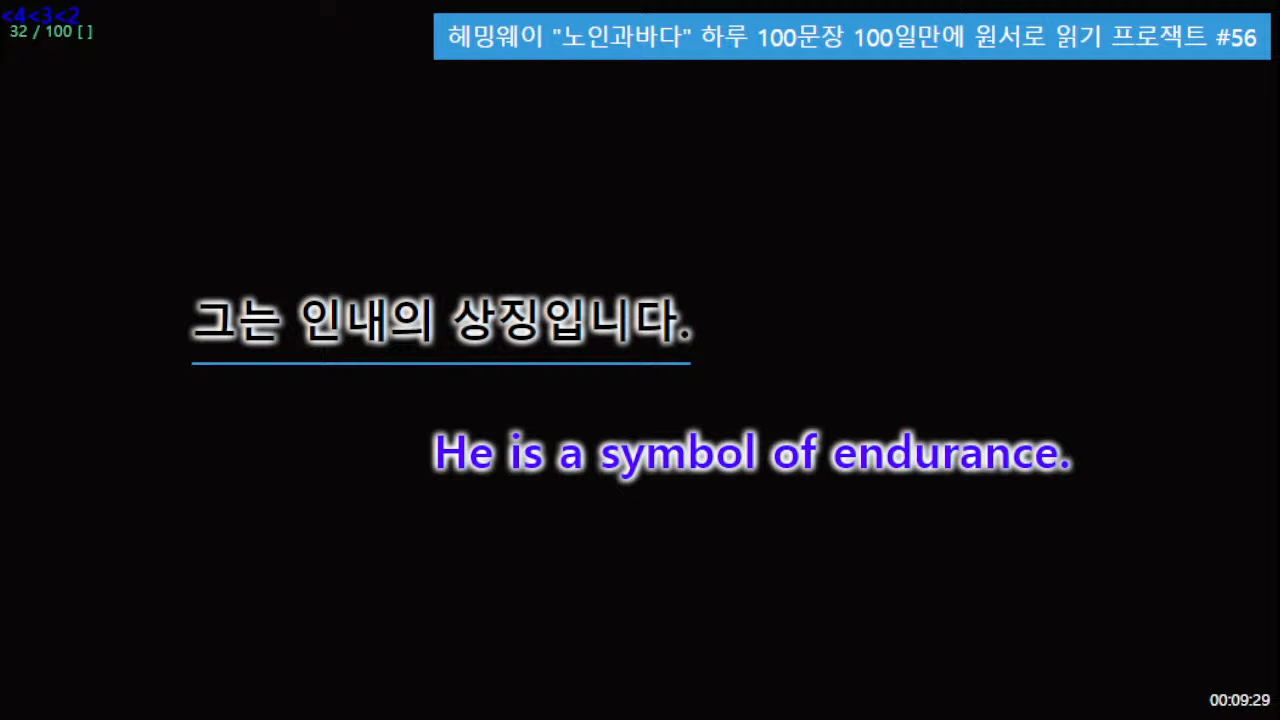 <4<3<2
32 / 100 [ ]
헤밍웨이 "노인과바다" 하루 100문장 100일만에 원서로 읽기 프로잭트 #56
그는 인내의 상징입니다.
He is a symbol of endurance.
00:09:29